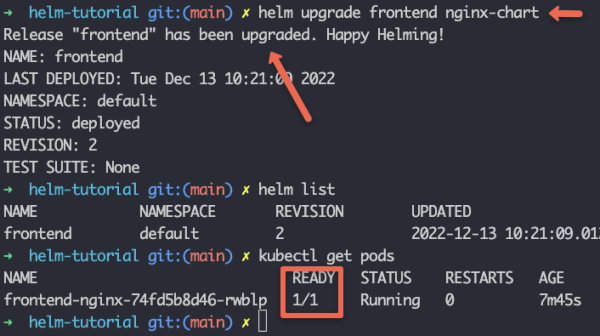 ➜ helm-tutorial git:(main) ✗ helm upgrade frontend nginx-chart
Release "frontend" has been upgraded. Happy Helming!
NAME: frontend
LAST DEPLOYED: Tue Dec 13 10:21:09 2022
NAMESPACE: default
STATUS: deployed
REVISION: 2
TEST SUITE: None
➜ helm-tutorial git:(main) ✗ helm list
NAME NAMESPACE REVISION UPDATED
frontend default 2 2022-12-13 10:21:09.012
➜ helm-tutorial git:(main) ✗ kubectl get pods
NAME READY STATUS RESTARTS AGE
frontend-nginx-74fd5b8d46-rwblp 1/1 Running 0 7m45s
➜ helm-tutorial git:(main) ✗